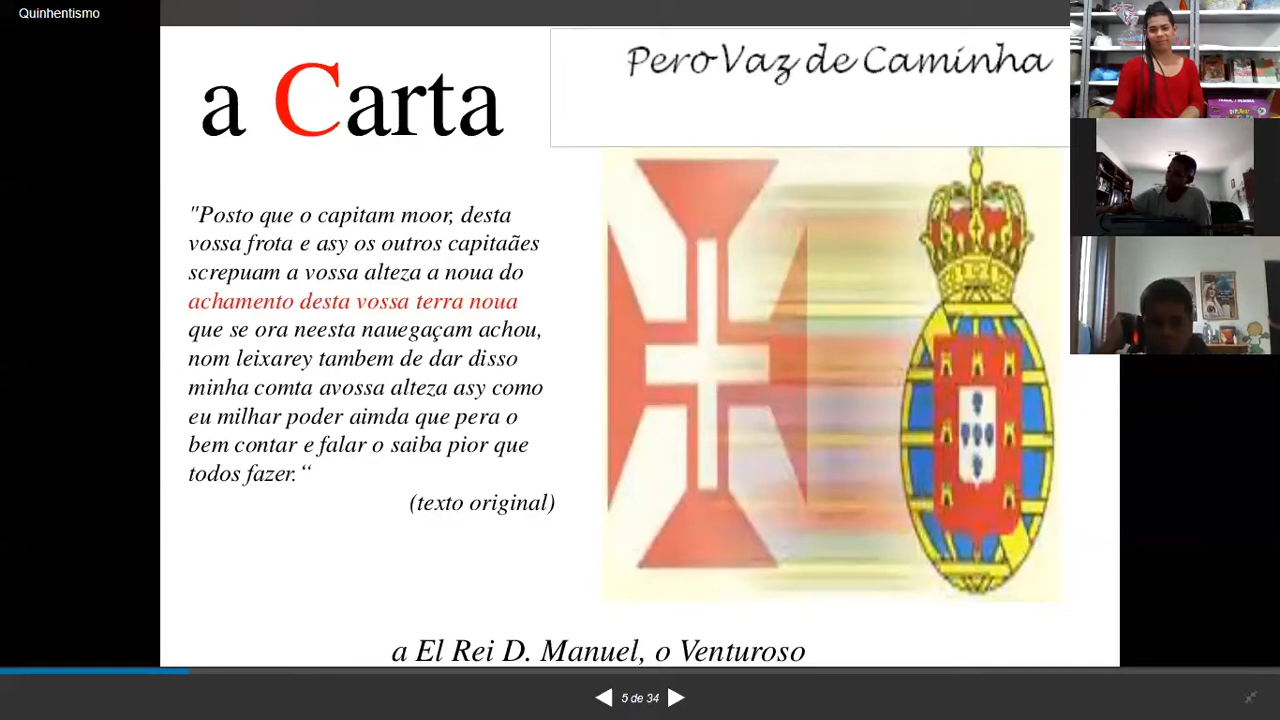 Quinhentismo
a Carta
Pero Vaz de Caminha
"Posto que o capitam moor, desta
vossa frota e asy os outros capitaães
screpuam a vossa alteza a noua do
achamento desta vossa terra noua
que se ora neesta nauegaçam achou,
nom leixarey tambem de dar disso
minha comta avossa alteza asy como
eu milhar poder aimda que pera o
bem contar e falar o saiba pior que
todos fazer.“
(texto original)
a El Rei D. Manuel, o Venturoso
5 de 34